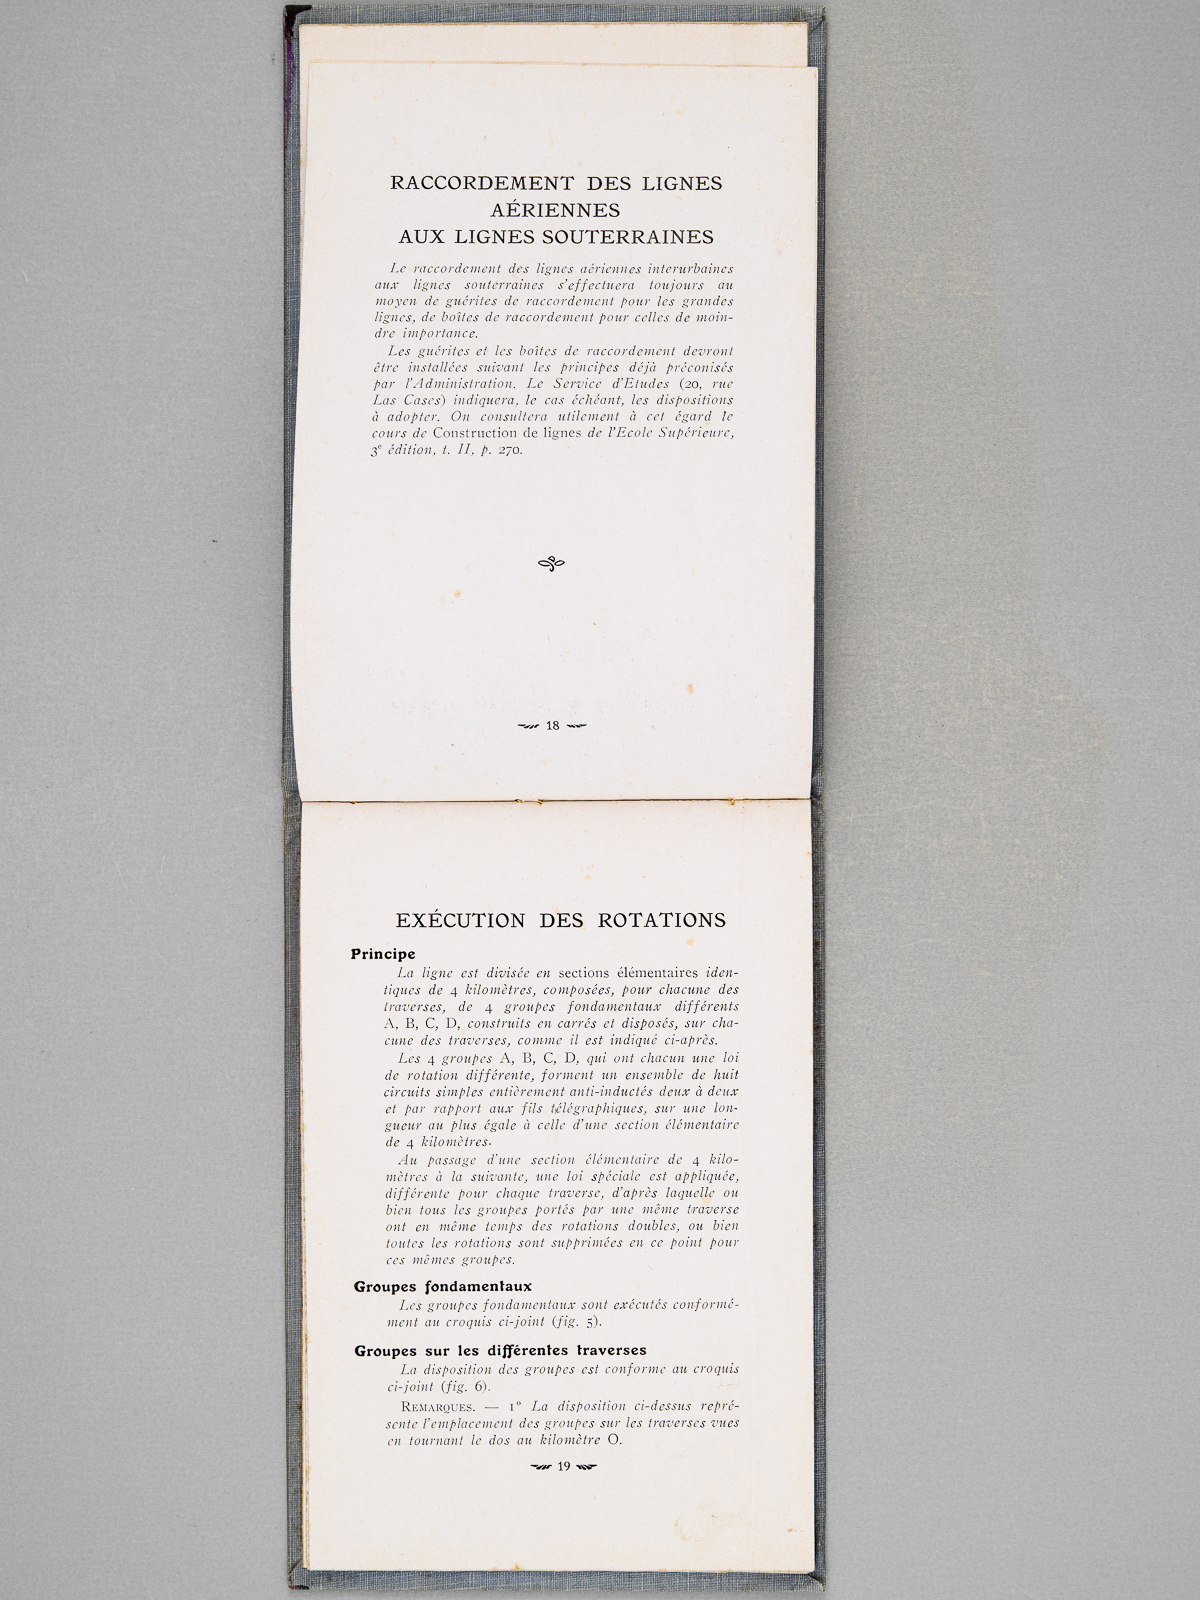 RACCORDEMENT DES LIGNES
AÉRIENNES
AUX LIGNES SOUTERRAINES
Le raccordement des lignes aériennes interurbaines
aux lignes souterraines s'effectuera toujours au
moyen de guérites de raccordement pour les grandes
lignes, de boîtes de raccordement pour celles de moin-
dre importance.
Les guérites et les boîtes de raccordement devront
être installées suivant les principes déjà préconisés
par l'Administration. Le Service d'Etudes (20, rue
Las Cases) indiquera, le cas échéant, les dispositions
à adopter. On consultera utilement à cet égard le
cours de Construction de lignes de l'Ecole Supérieure,
3e édition, t. II, p. 270.
18
EXÉCUTION DES ROTATIONS
Principe
La ligne est divisée en sections élémentaires iden-
tiques de 4 kilomètres, composées, pour chacune des
traverses, de 4 groupes fondamentaux différents
A, B, C, D, construits en carrés et disposés, sur cha-
cune des traverses, comme il est indiqué ci-après.
Les 4 groupes A, B, C, D, qui ont chacun une loi
de rotation différente, forment un ensemble de huit
circuits simples entièrement anti-inductés deux à deux
et par rapport aux fils télégraphiques, sur une lon-
gueur au plus égale à celle d'une section élémentaire
de 4 kilomètres.
Au passage d'une section élémentaire de 4 kilo-
mètres à la suivante, une loi spéciale est appliquée,
différente pour chaque traverse, d'après laquelle ou
bien tous les groupes portés par une même traverse
ont en même temps des rotations doubles, ou bien
toutes les rotations sont supprimées en ce point pour
ces mêmes groupes.
Groupes fondamentaux
Les groupes fondamentaux sont exécutés conformé-
ment au croquis ci-joint (fig. 5).
Groupes sur les différentes traverses
La disposition des groupes est conforme au croquis
ci-joint (fig. 6).
REMARQUES. — 1° La disposition ci-dessus repré-
sente l'emplacement des groupes sur les traverses vues
en tournant le dos au kilomètre O.
19